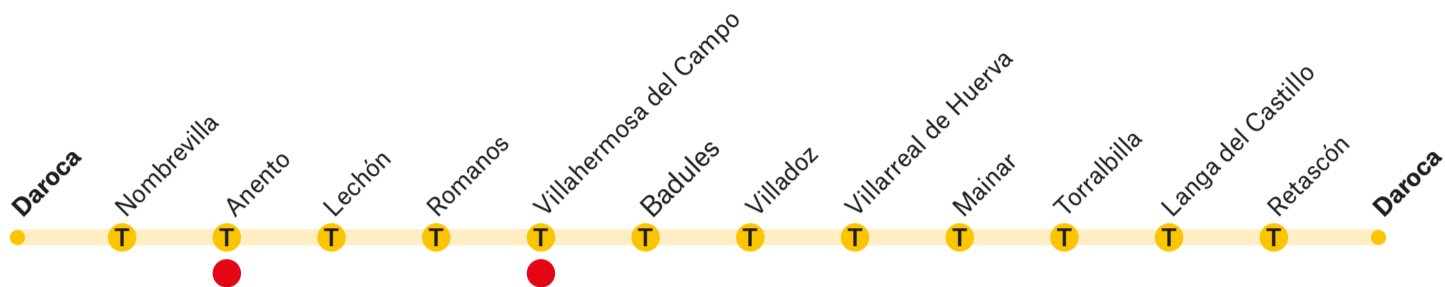 Daroca
Nombrevilla
Anento
Lechón
Romanos
Villahermosa del Campo
Badules
Villadoz
Villarreal de Huerva
Mainar
Torralbilla
Langa del Castillo
Retascón
Daroca
T T T T T T T T T T T T